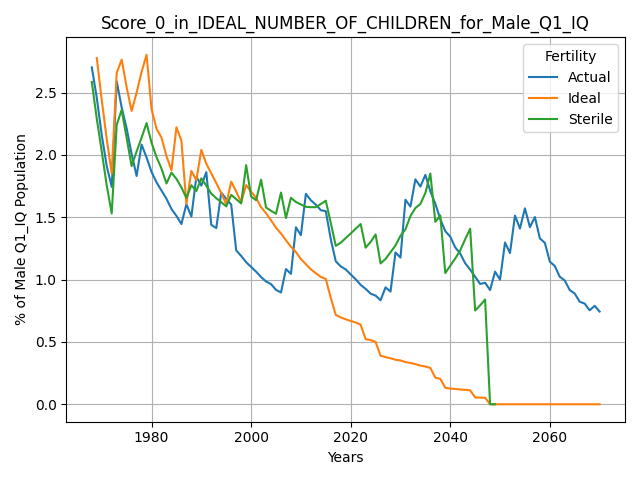 Score_0_in_IDEAL_NUMBER_OF_CHILDREN_for_Male_Q1_IQ
Fertility
Actual
Ideal
Sterile
% of Male Q1_IQ Population
2.5
2.0
1.5
1.0
0.5
0.0
1980 2000 2020 2040 2060
Years